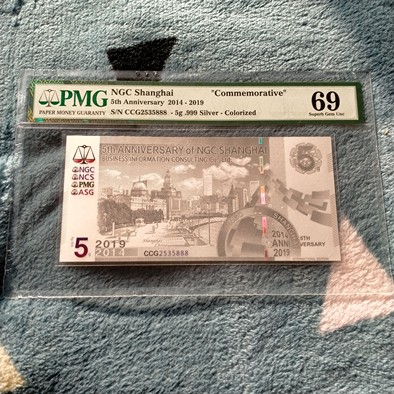 PMG
PAPER MONEY GUARANTY
NGC Shanghai "Commemorative"
5th Anniversary 2014 - 2019
S/N CCG2535888 - 5g .999 Silver - Colorized
69
Superb Gem Unc
5th ANNIVERSARY of NGC SHANGHAI
BUSINESS INFORMATION CONSULTING
NGC
NCS
PMG
ASG
5
5 2019
2014
CCG2535888
2014 5TH
ANNIVERSARY
2019